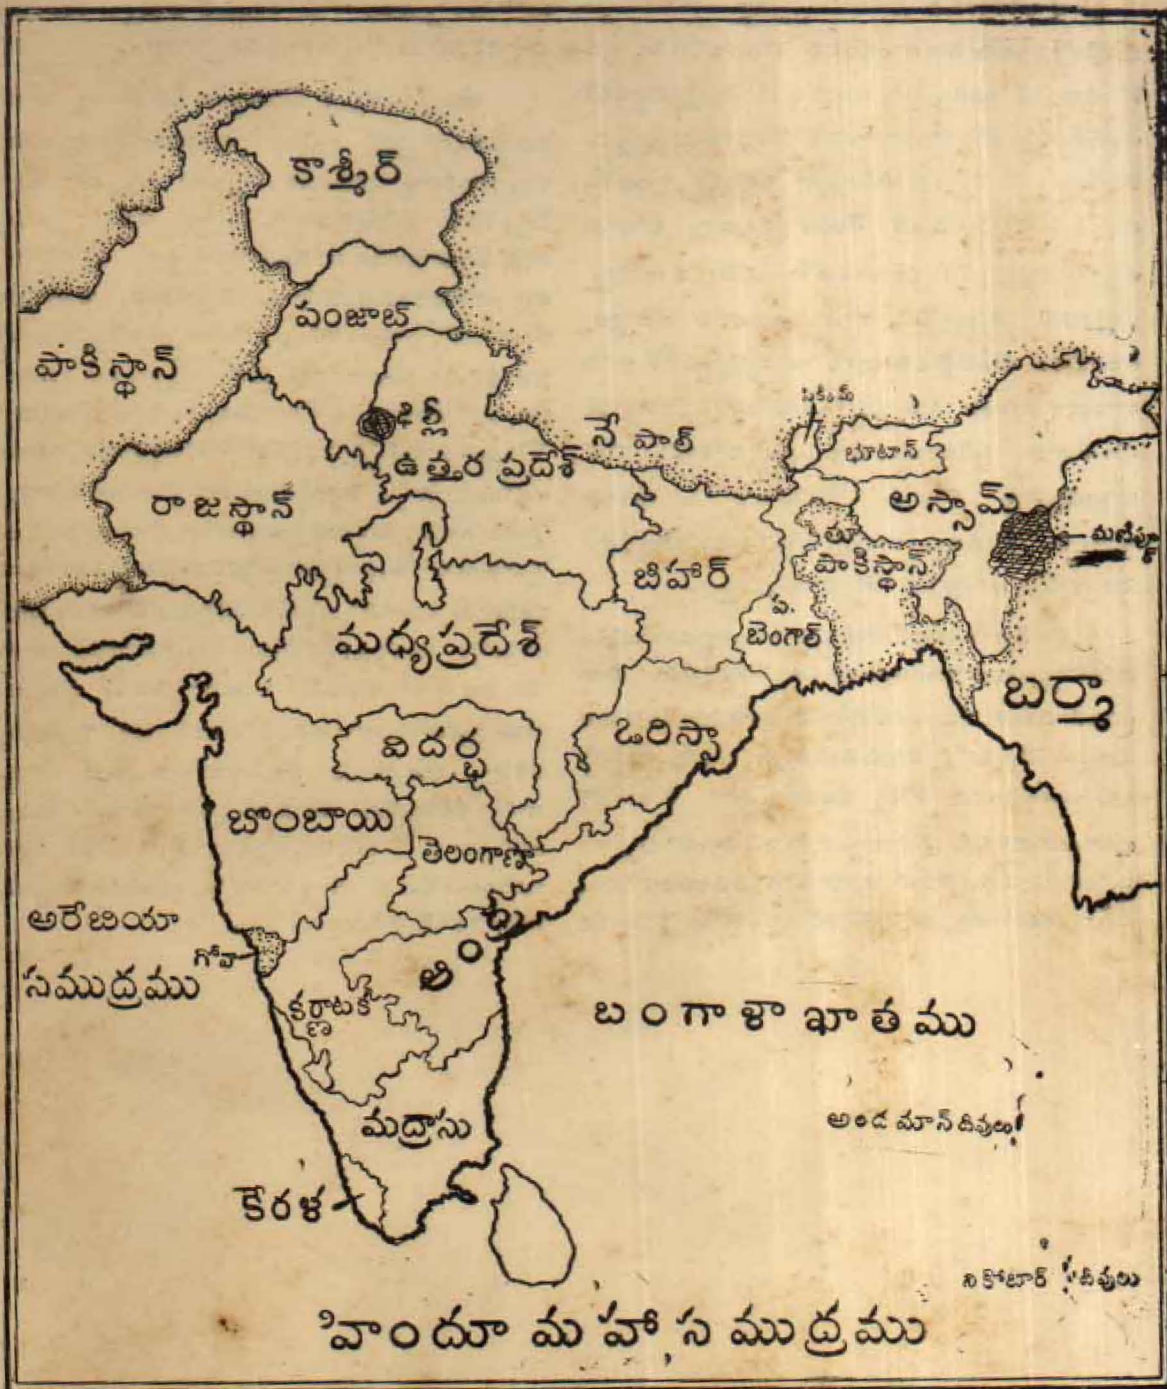 కాశ్మీర్
పంజాబ్
పాకిస్థాన్
ఢిల్లీ
నే పాల్
సిక్కిమ్
భూటాన్
ఉత్తర ప్రదేశ్
రాజస్థాన్
అస్సామ్
మణిపూర్
తూ
పాకిస్థాన్
బిహార్
ప.
బెంగాల్
మధ్యప్రదేశ్
బర్మా
ఒరిస్సా
విదర్భ
బొంబాయి
తెలంగాణా
అరేబియా
సముద్రము
గోవా
ఆంధ్ర
కర్ణాటక
బంగాళాఖాతము
అండమాన్ దీవులు
మద్రాసు
కేరళ
నికోబార్ దీవులు
హిందూ మహాసముద్రము